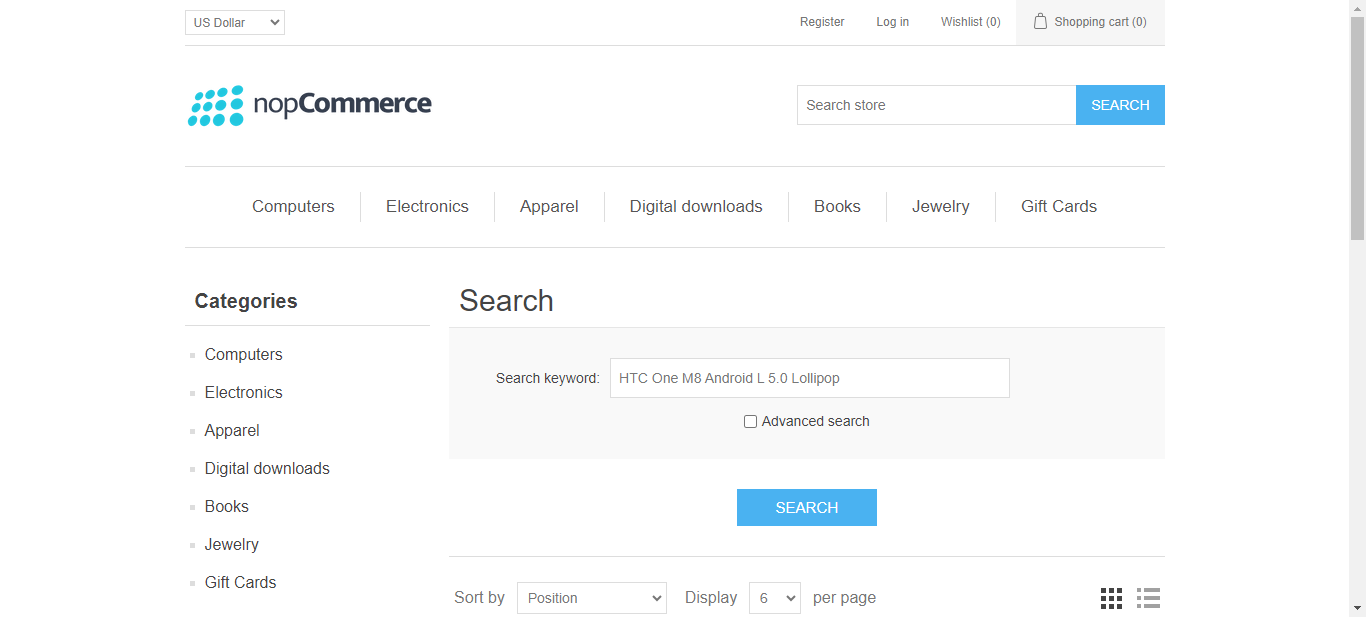 US Dollar Register Log in Wishlist (0) Shopping cart (0)
nopCommerce Search store SEARCH
Computers Electronics Apparel Digital downloads Books Jewelry Gift Cards
Categories
Computers
Electronics
Apparel
Digital downloads
Books
Jewelry
Gift Cards
Search
Search keyword: HTC One M8 Android L 5.0 Lollipop
Advanced search
SEARCH
Sort by Position Display 6 per page